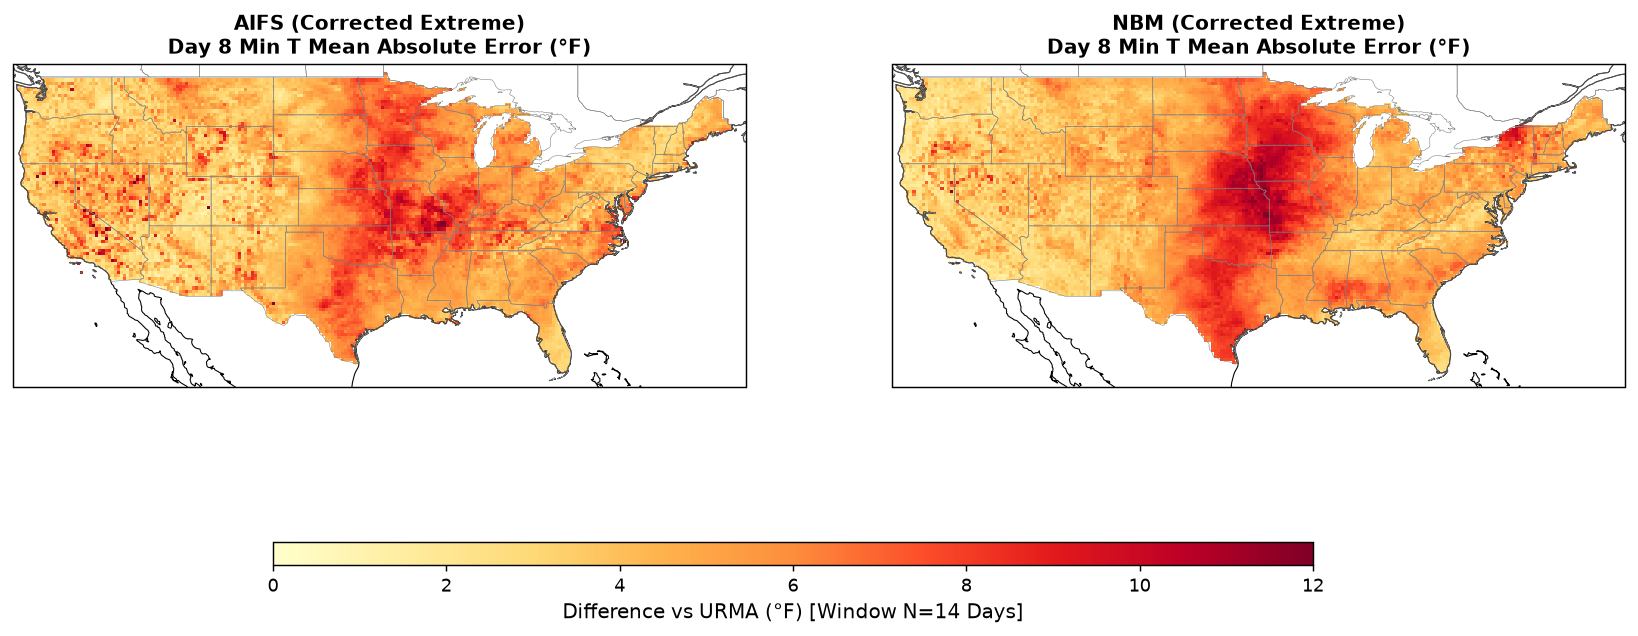 AIFS (Corrected Extreme)
Day 8 Min T Mean Absolute Error (°F)
NBM (Corrected Extreme)
Day 8 Min T Mean Absolute Error (°F)
0 2 4 6 8 10 12
Difference vs URMA (°F) [Window N=14 Days]